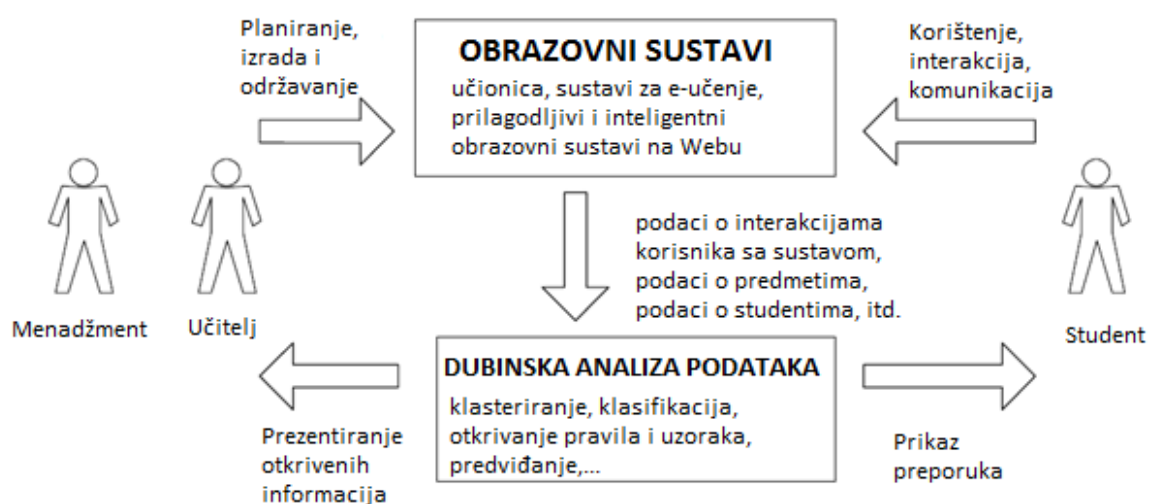 Planiranje,
izrada i
održavanje
OBRAZOVNI SUSTAVI
učionica, sustavi za e-učenje,
prilagodljivi i inteligentni
obrazovni sustavi na Webu
Korištenje,
interakcija,
komunikacija
podaci o interakcijama
korisnika sa sustavom,
podaci o predmetima,
podaci o studentima, itd.
Menadžment
Učitelj
Student
DUBINSKA ANALIZA PODATAKA
klasteriranje, klasifikacija,
otkrivanje pravila i uzoraka,
predviđanje,...
Prezentiranje
otkrivenih
informacija
Prikaz
preporuka